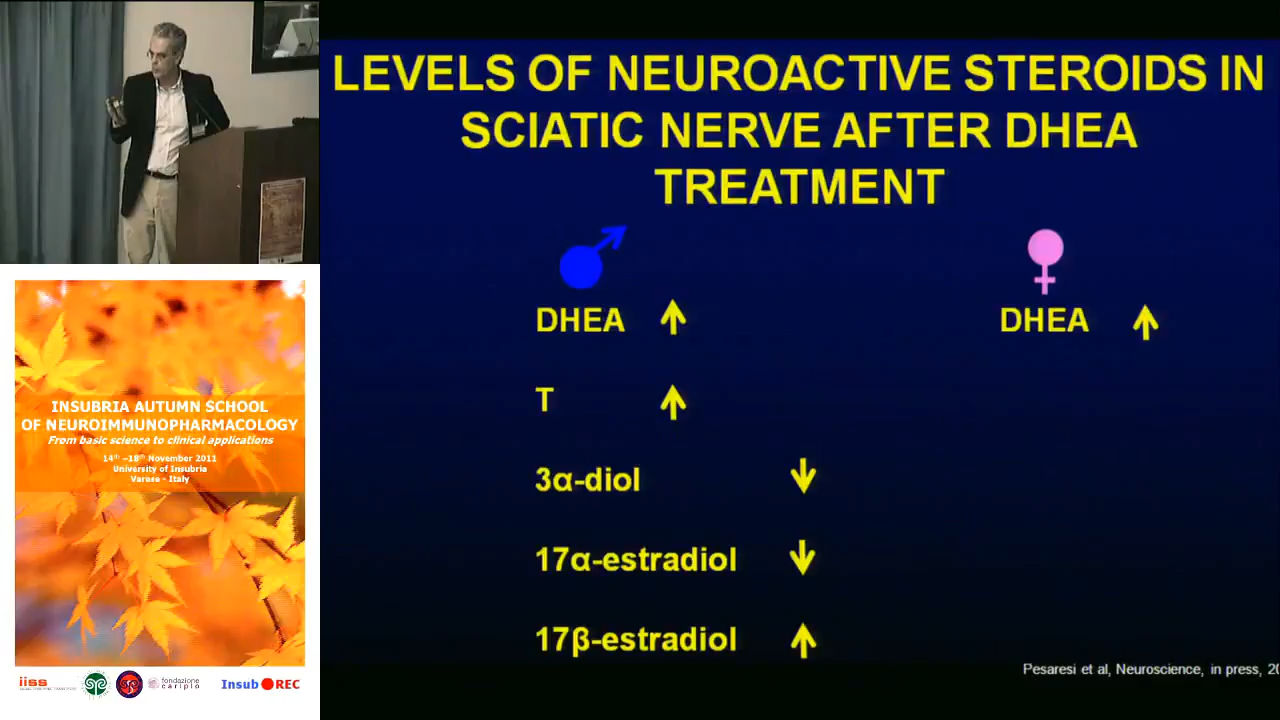 LEVELS OF NEUROACTIVE STEROIDS IN
SCIATIC NERVE AFTER DHEA
TREATMENT
DHEA ↑
DHEA ↑
T ↑
3α-diol ↓
17α-estradiol ↓
17β-estradiol ↑
Pesaresi et al, Neuroscience, in press, 20
INSUBRIA AUTUMN SCHOOL
OF NEUROIMMUNOPHARMACOLOGY
From basic science to clinical applications
14th –18th November 2011
University of Insubria
Varese - Italy
iiss
fondazione
cariplo
Insub REC